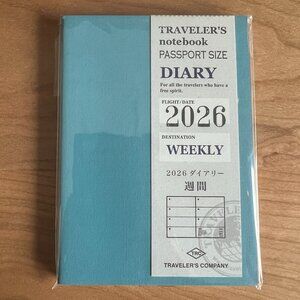 TRAVELER'S
notebook
PASSPORT SIZE
DIARY
For all the travelers who have a
free spirit.
FLIGHT/DATE
2026
DESTINATION
WEEKLY
2026 ダイアリー
週間
TRC
TRAVELER'S COMPANY